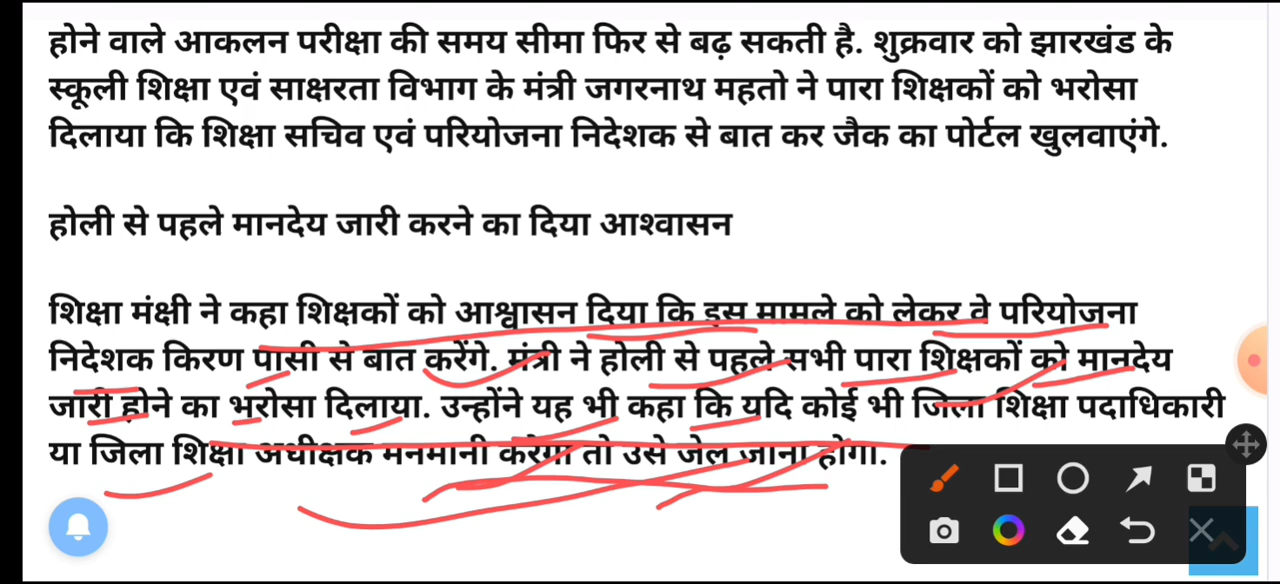 होने वाले आकलन परीक्षा की समय सीमा फिर से बढ़ सकती है. शुक्रवार को झारखंड के
स्कूली शिक्षा एवं साक्षरता विभाग के मंत्री जगरनाथ महतो ने पारा शिक्षकों को भरोसा
दिलाया कि शिक्षा सचिव एवं परियोजना निदेशक से बात कर जैक का पोर्टल खुलवाएंगे.
होली से पहले मानदेय जारी करने का दिया आश्वासन
शिक्षा मंक्षी ने कहा शिक्षकों को आश्वासन दिया कि इस मामले को लेकर वे परियोजना
निदेशक किरण पासी से बात करेंगे. मंत्री ने होली से पहले सभी पारा शिक्षकों को मानदेय
जारी होने का भरोसा दिलाया. उन्होंने यह भी कहा कि यदि कोई भी जिला शिक्षा पदाधिकारी
या जिला शिक्षा अधीक्षक मनमानी करेगा तो उसे जेल जाना होगा.